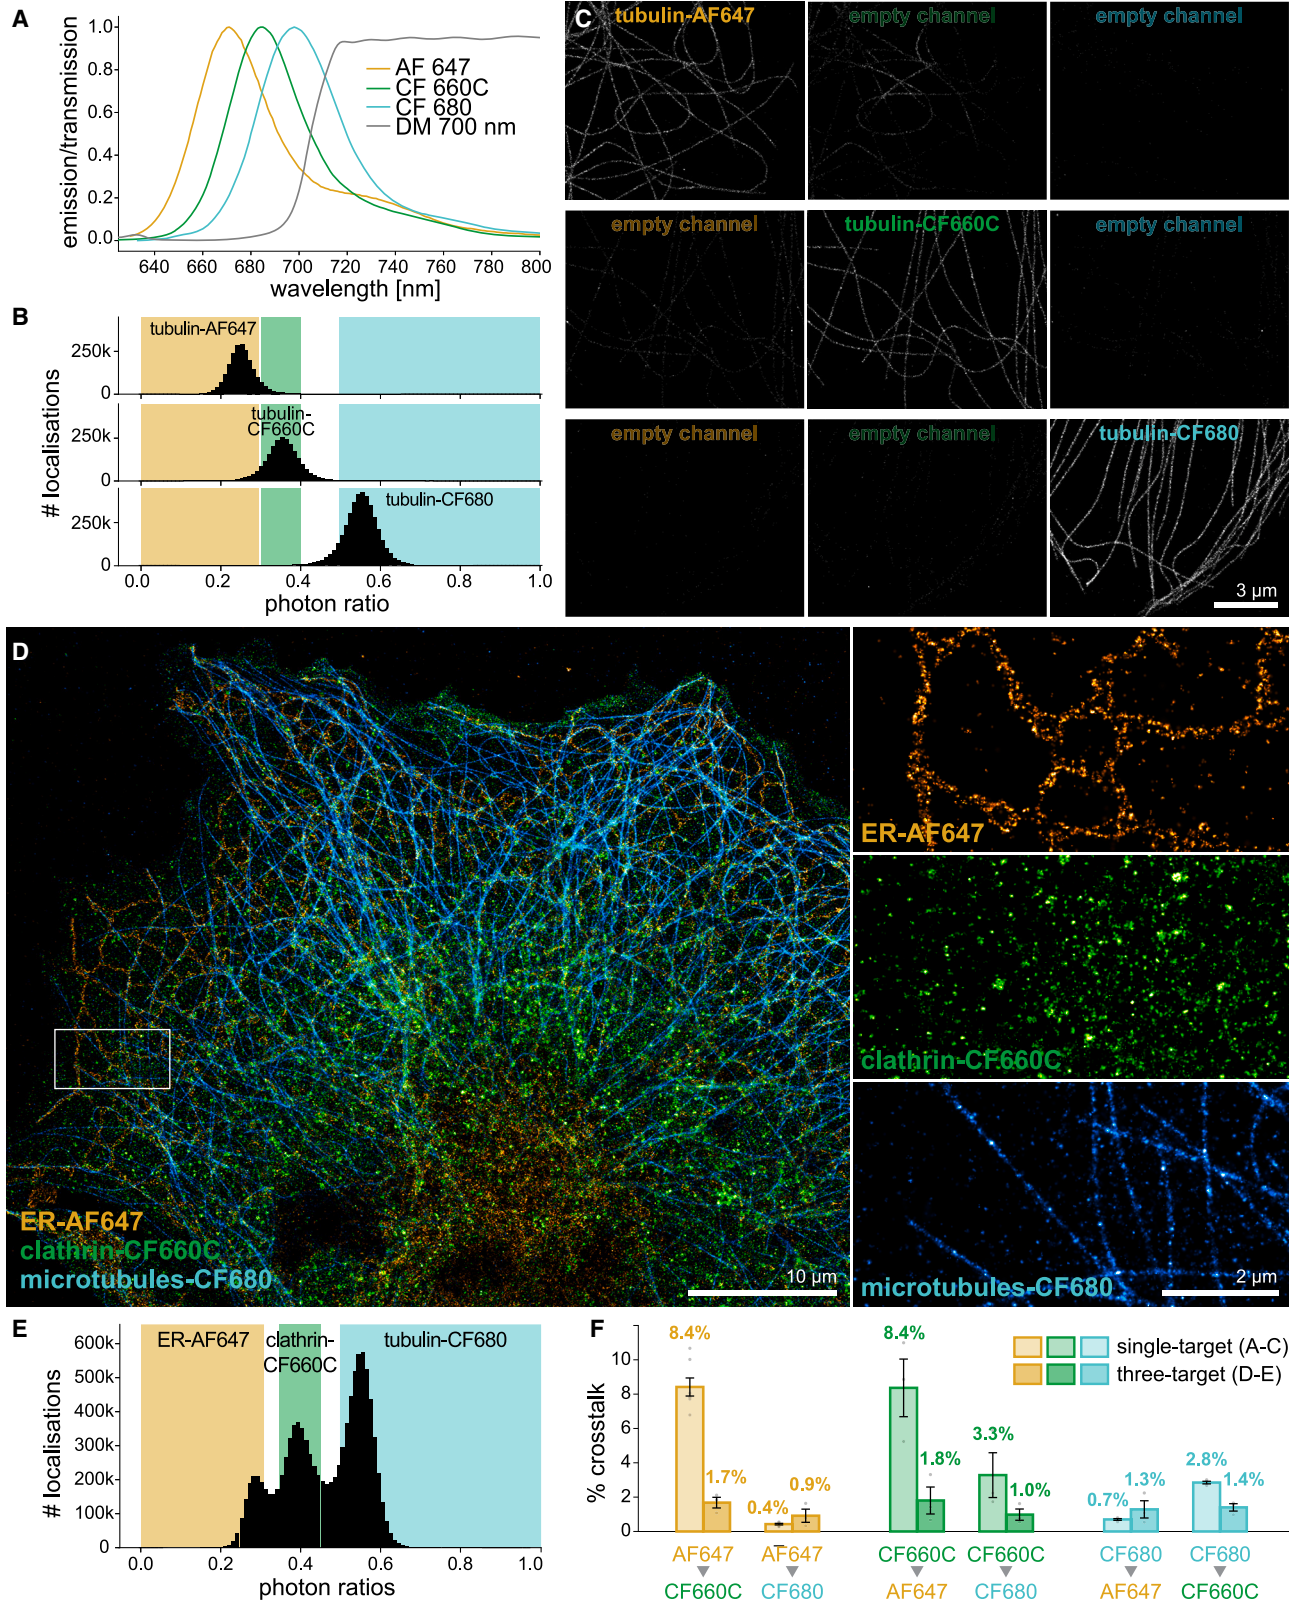 A
emission/transmission
1.0
0.8
0.6
0.4
0.2
0.0
AF 647
CF 660C
CF 680
DM 700 nm
640 660 680 700 720 740 760 780 800
wavelength [nm]
B
# localisations
tubulin-AF647
250k
0
tubulin-
CF660C
250k
0
tubulin-CF680
250k
0
0.0 0.2 0.4 0.6 0.8 1.0
photon ratio
C
tubulin-AF647 empty channel empty channel
empty channel tubulin-CF660C empty channel
empty channel empty channel tubulin-CF680
3 µm
D
ER-AF647
clathrin-CF660C
microtubules-CF680
10 µm
ER-AF647
clathrin-CF660C
microtubules-CF680
2 µm
E
# localisations
600k
500k
400k
300k
200k
100k
0
ER-AF647
clathrin-
CF660C
tubulin-CF680
0.0 0.2 0.4 0.6 0.8 1.0
photon ratios
F
% crosstalk
10
8
6
4
2
0
8.4%
1.7%
0.4%
0.9%
8.4%
1.8%
3.3%
1.0%
0.7%
1.3%
2.8%
1.4%
single-target (A-C)
three-target (D-E)
AF647 AF647 CF660C CF660C CF680 CF680
CF660C CF680 AF647 CF680 AF647 CF660C